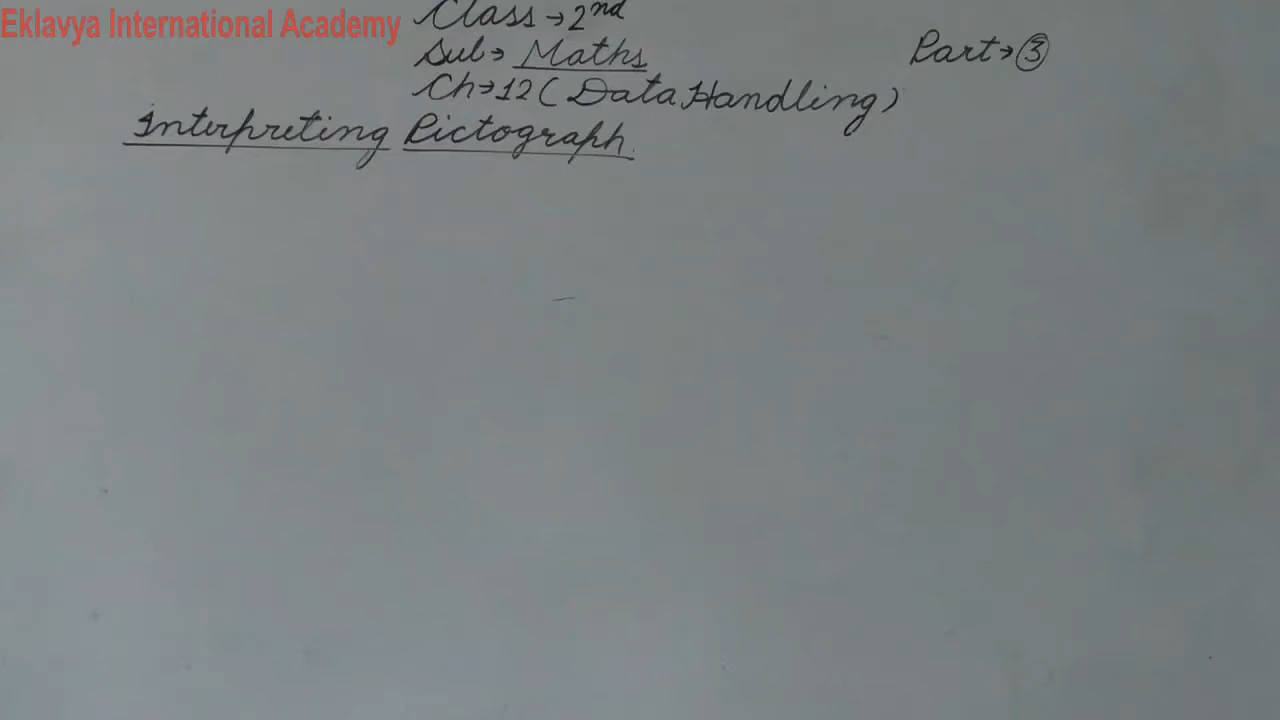 Eklavya International Academy
Class → 2nd
Sub → Maths
Part → 3
Ch → 12 ( Data Handling )
Interpreting Pictograph.